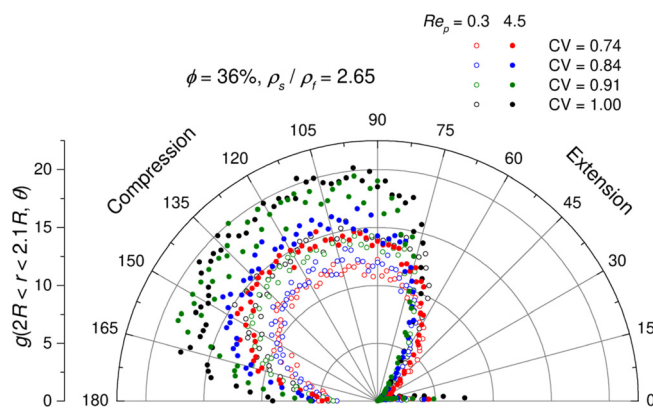 Re_p = 0.3 4.5
CV = 0.74
CV = 0.84
CV = 0.91
CV = 1.00
ϕ = 36%, ρ_s / ρ_f = 2.65
Compression
Extension
g(2R < r < 2.1R, θ)
20
15
10
5
0
180
165
150
135
120
105
90
75
60
45
30
15
0